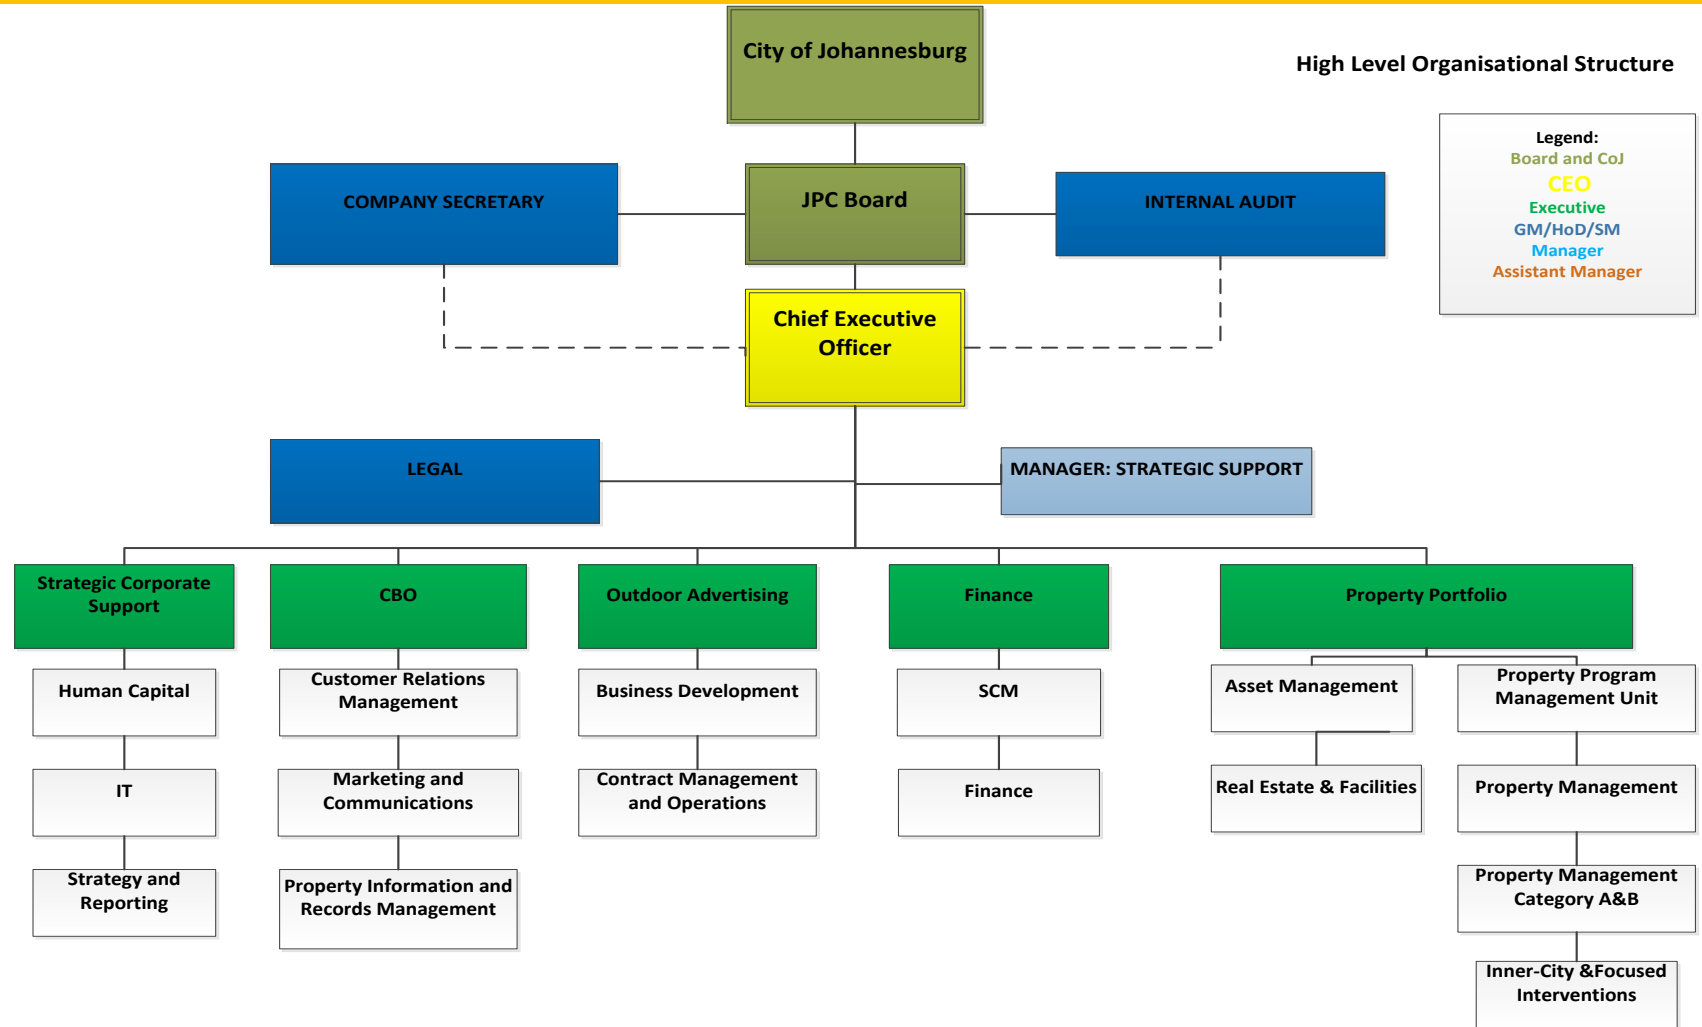 City of Johannesburg
High Level Organisational Structure
Legend:
Board and CoJ
CEO
Executive
GM/HoD/SM
Manager
Assistant Manager
COMPANY SECRETARY
JPC Board
INTERNAL AUDIT
Chief Executive
Officer
LEGAL
MANAGER: STRATEGIC SUPPORT
Strategic Corporate
Support
CBO
Outdoor Advertising
Finance
Property Portfolio
Human Capital
Customer Relations
Management
Business Development
SCM
Asset Management
Property Program
Management Unit
IT
Marketing and
Communications
Contract Management
and Operations
Finance
Real Estate & Facilities
Property Management
Strategy and
Reporting
Property Information and
Records Management
Property Management
Category A&B
Inner-City &Focused
Interventions